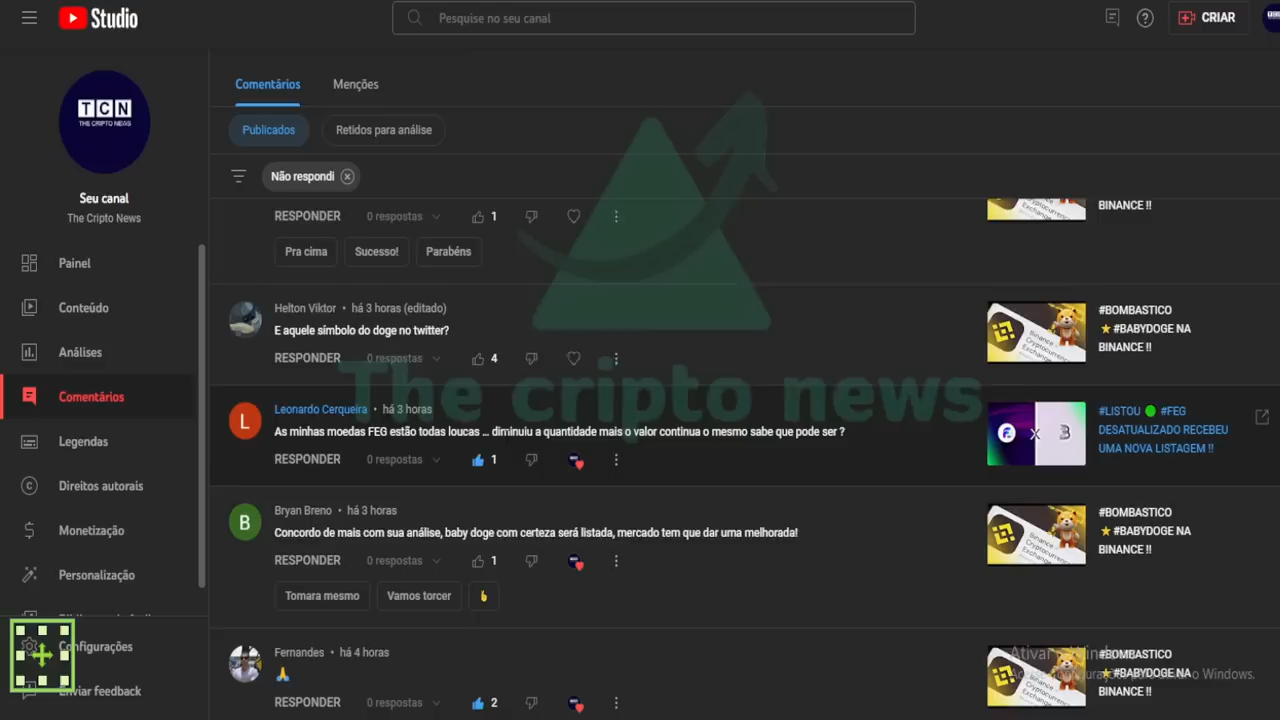 Studio
Pesquise no seu canal
CRIAR
TCN
THE CRIPTO NEWS
Seu canal
The Cripto News
Painel
Conteúdo
Análises
Comentários
Legendas
Direitos autorais
Monetização
Personalização
Configurações
Enviar feedback
Comentários
Menções
Publicados
Retidos para análise
Não respondi
RESPONDER 0 respostas 1
Pra cima Sucesso! Parabéns
BINANCE !!
Helton Viktor • há 3 horas (editado)
E aquele símbolo do doge no twitter?
RESPONDER 0 respostas 4
#BOMBASTICO
⭐#BABYDOGE NA
BINANCE !!
The cripto news
Leonardo Cerqueira • há 3 horas
As minhas moedas FEG estão todas loucas ... diminuiu a quantidade mais o valor continua o mesmo sabe que pode ser ?
RESPONDER 0 respostas 1
X
#LISTOU 🟢 #FEG
DESATUALIZADO RECEBEU
UMA NOVA LISTAGEM !!
B
Bryan Breno • há 3 horas
Concordo de mais com sua análise, baby doge com certeza será listada, mercado tem que dar uma melhorada!
RESPONDER 0 respostas 1
Tomara mesmo Vamos torcer 👆
#BOMBASTICO
⭐#BABYDOGE NA
BINANCE !!
Fernandes • há 4 horas
🙏
RESPONDER 0 respostas 2
#BOMBASTICO
⭐#BABYDOGE NA
BINANCE !!
L